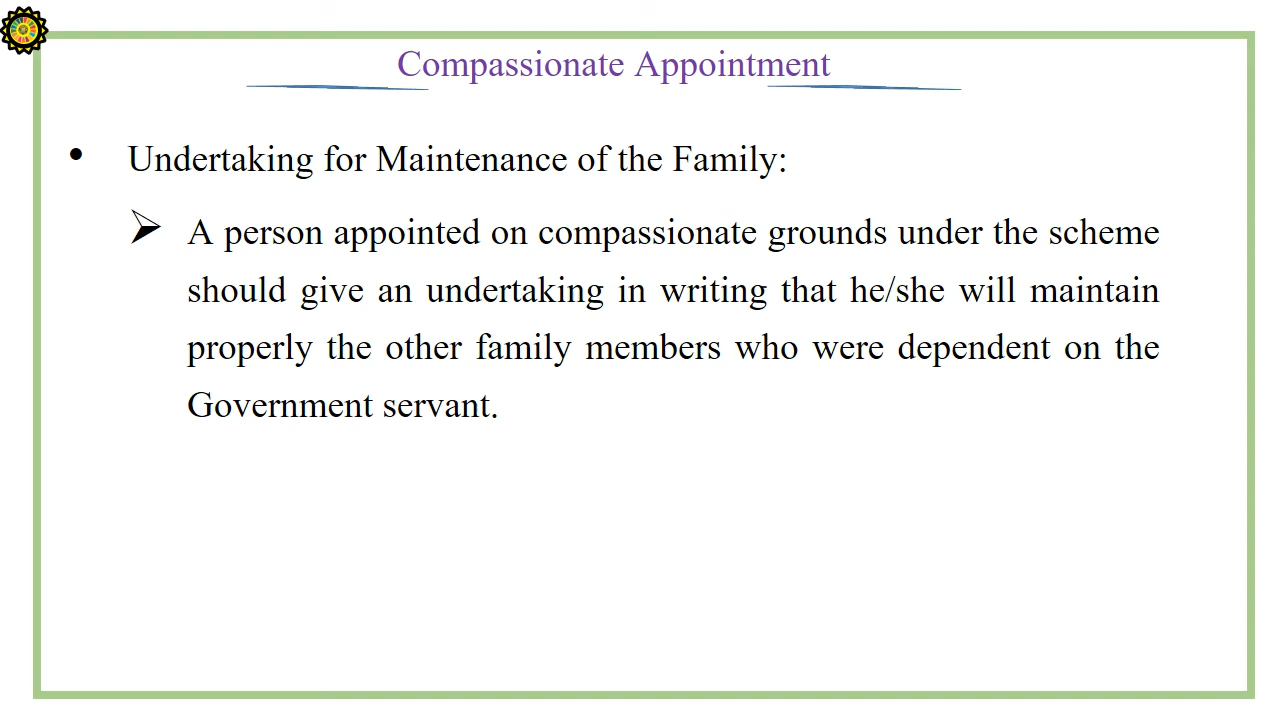 Compassionate Appointment
• Undertaking for Maintenance of the Family:
➢ A person appointed on compassionate grounds under the scheme
should give an undertaking in writing that he/she will maintain
properly the other family members who were dependent on the
Government servant.